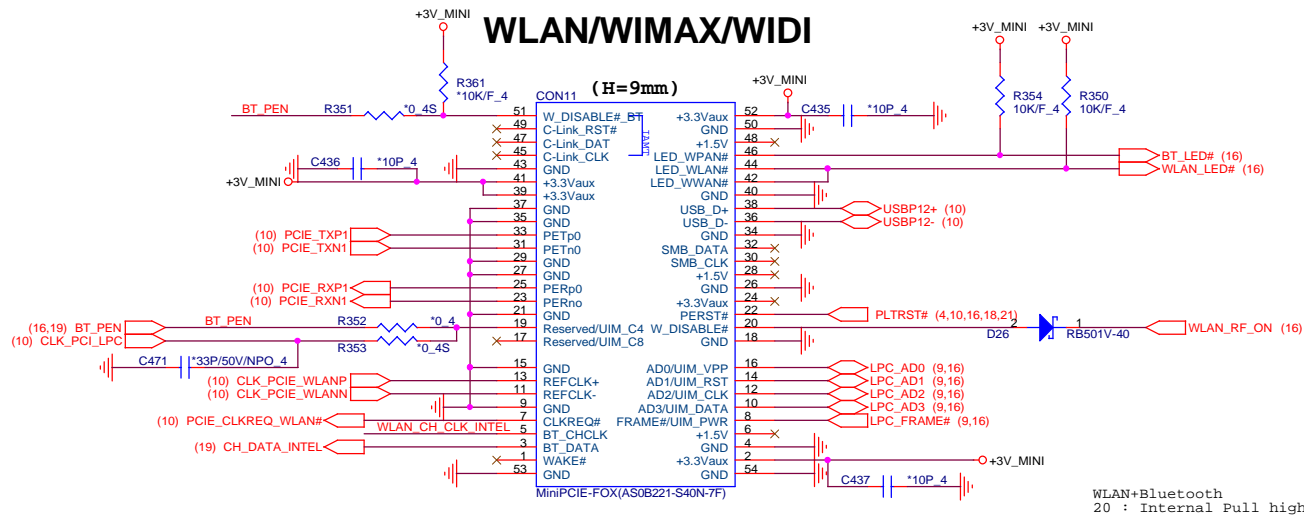 WLAN/WIMAX/WIDI
+3V_MINI
+3V_MINI +3V_MINI
(H=9mm)
+3V_MINI
R361
*10K/F_4
R354
10K/F_4
R350
10K/F_4
BT_PEN
R351
*0_4S
CON11
C435
*10P_4
51 W_DISABLE#_BT
49 C-Link_RST#
47 C-Link_DAT
45 C-Link_CLK
43 GND
41 +3.3Vaux
39 +3.3Vaux
37 GND
35 GND
33 PETp0
31 PETn0
29 GND
27 GND
25 PERp0
23 PERno
21 GND
19 Reserved/UIM_C4
17 Reserved/UIM_C8
15 GND
13 REFCLK+
11 REFCLK-
9 GND
7 CLKREQ#
5 BT_CHCLK
3 BT_DATA
1 WAKE#
53 GND
TAMT
+3.3Vaux 52
GND 50
+1.5V 48
LED_WPAN# 46
LED_WLAN# 44
LED_WWAN# 42
GND 40
USB_D+ 38
USB_D- 36
GND 34
SMB_DATA 32
SMB_CLK 30
+1.5V 28
GND 26
+3.3Vaux 24
PERST# 22
W_DISABLE# 20
GND 18
AD0/UIM_VPP 16
AD1/UIM_RST 14
AD2/UIM_CLK 12
AD3/UIM_DATA 10
FRAME#/UIM_PWR 8
+1.5V 6
GND 4
+3.3Vaux 2
GND 54
MiniPCIE-FOX(AS0B221-S40N-7F)
C436
*10P_4
+3V_MINI
(10) PCIE_TXP1
(10) PCIE_TXN1
(10) PCIE_RXP1
(10) PCIE_RXN1
(16,19) BT_PEN
BT_PEN
R352
*0_4
(10) CLK_PCI_LPC
R353
*0_4S
C471
*33P/50V/NPO_4
(10) CLK_PCIE_WLANP
(10) CLK_PCIE_WLANN
(10) PCIE_CLKREQ_WLAN#
WLAN_CH_CLK_INTEL
(19) CH_DATA_INTEL
BT_LED# (16)
WLAN_LED# (16)
USBP12+ (10)
USBP12- (10)
PLTRST# (4,10,16,18,21)
2
1
D26
RB501V-40
WLAN_RF_ON (16)
LPC_AD0 (9,16)
LPC_AD1 (9,16)
LPC_AD2 (9,16)
LPC_AD3 (9,16)
LPC_FRAME# (9,16)
+3V_MINI
C437
*10P_4
WLAN+Bluetooth
20 : Internal Pull high